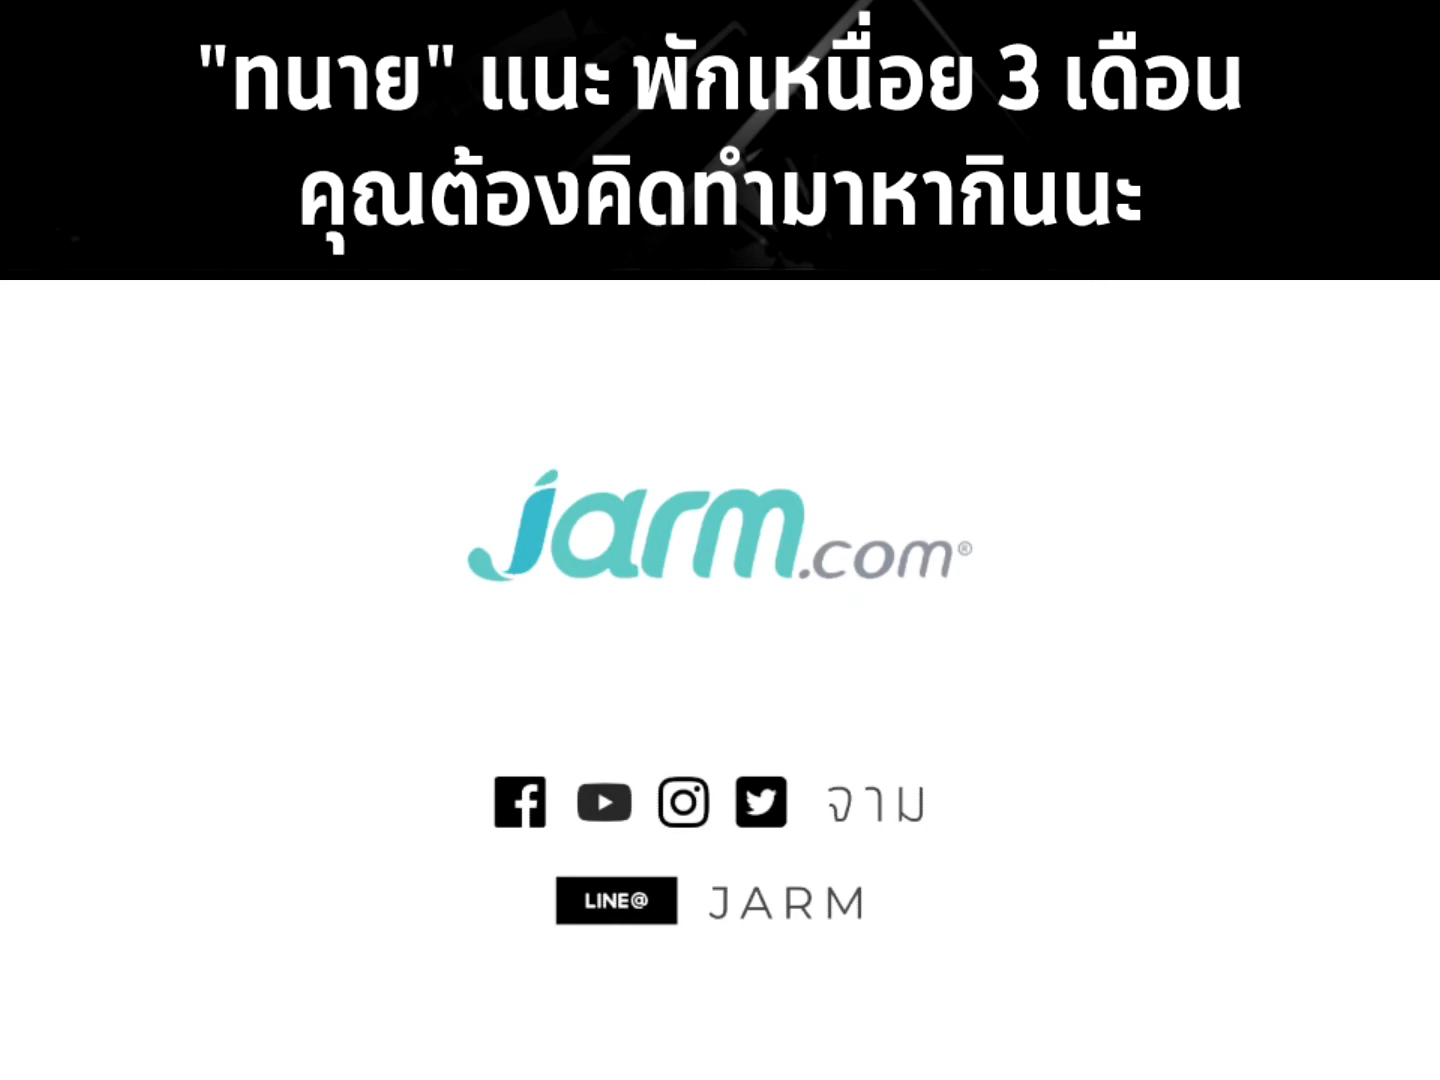 "ทนาย" แนะ พักเหนื่อย 3 เดือน
คุณต้องคิดทำมาหากินนะ
jarm.com®
จาม
LINE@ JARM